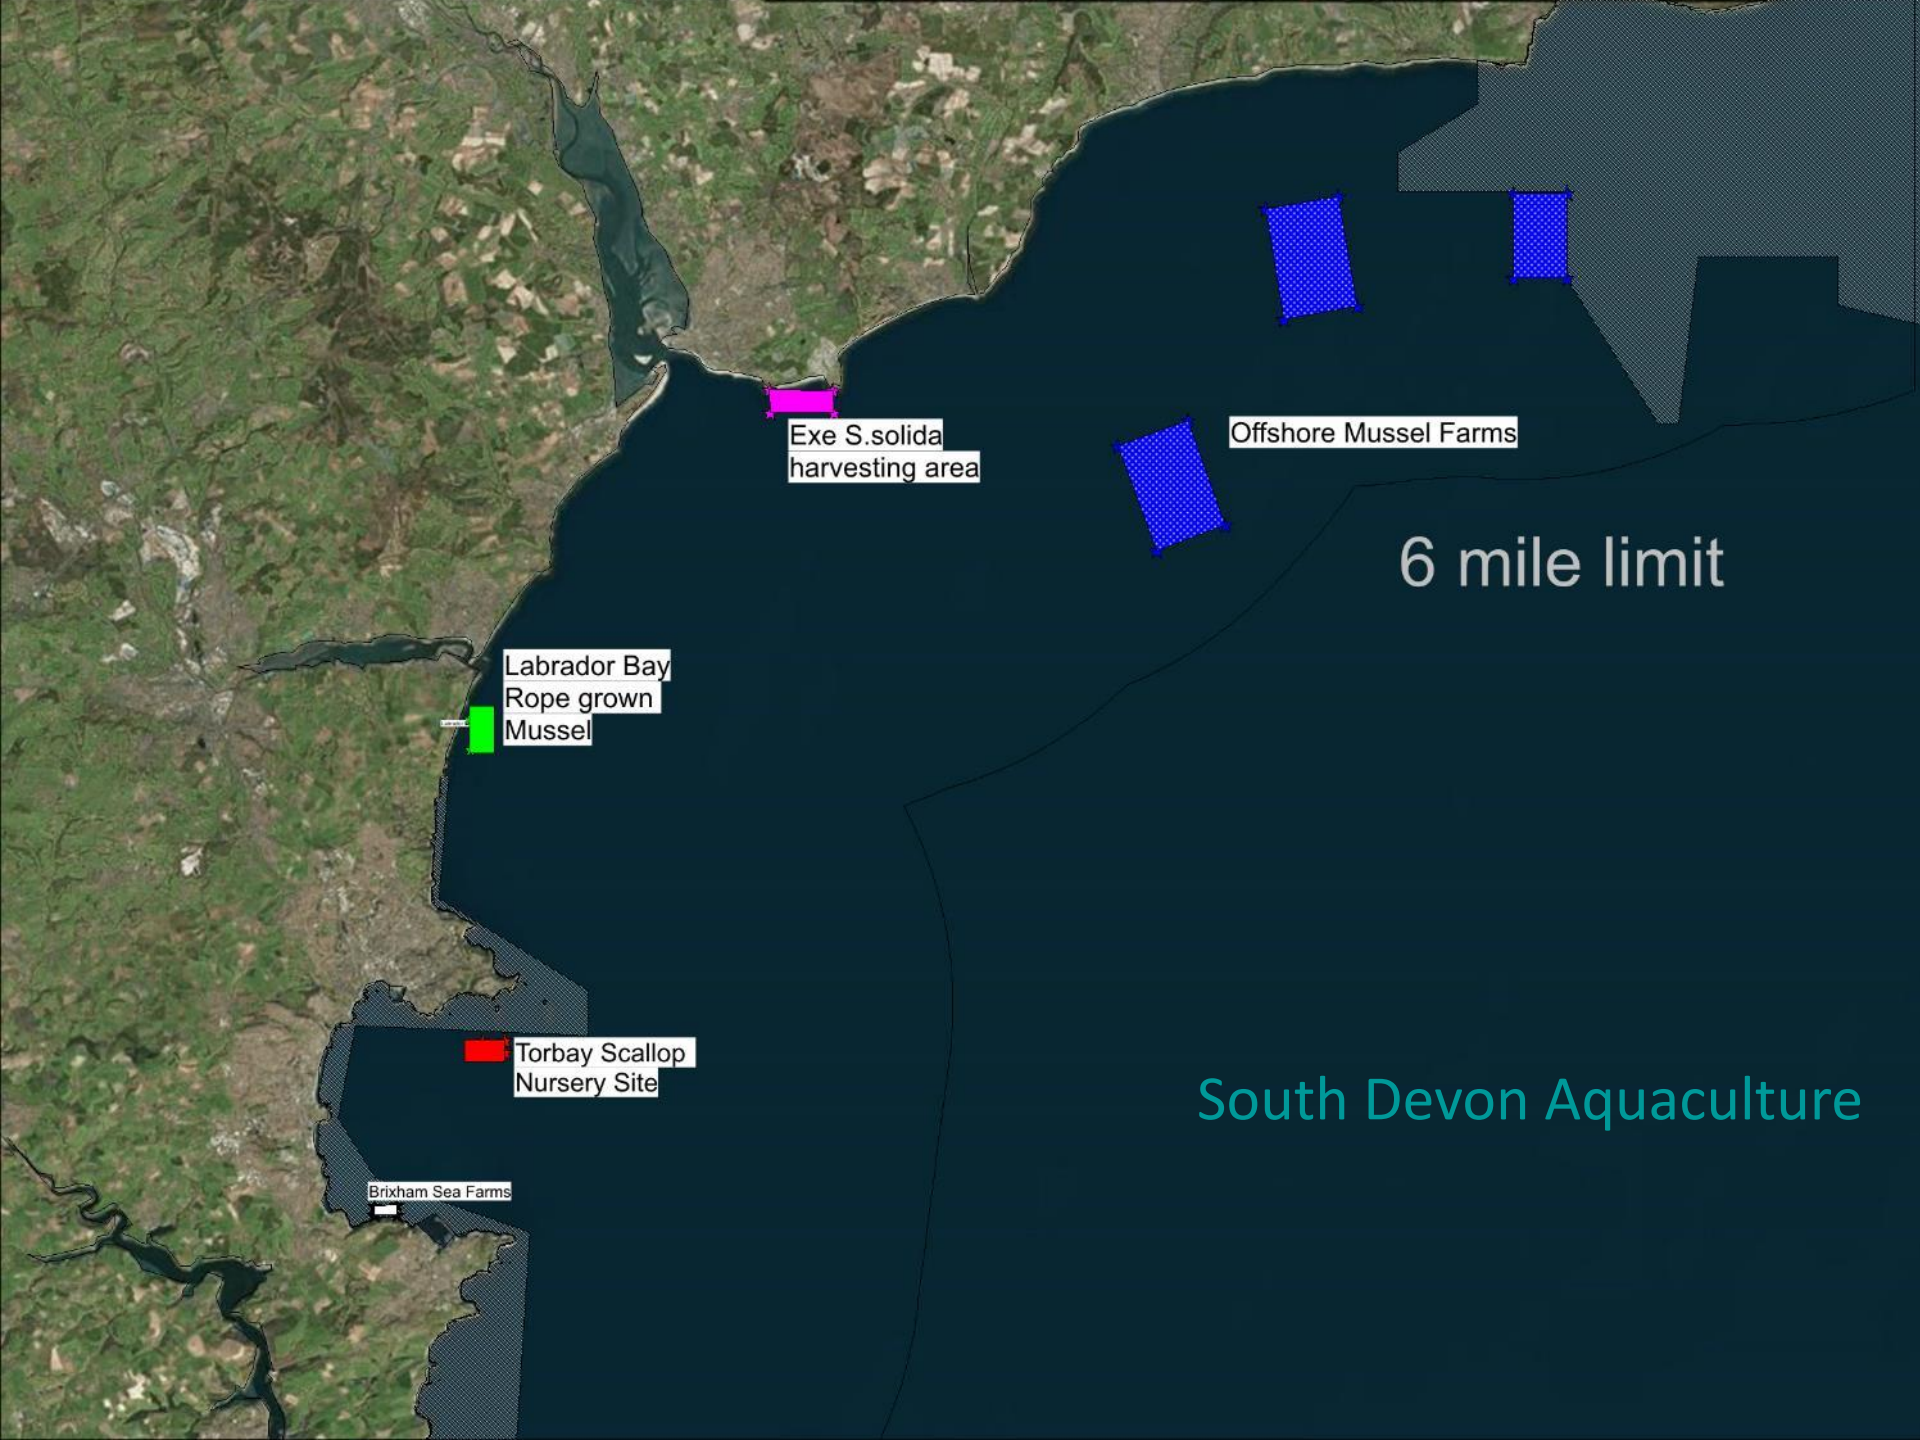 Exe S.solida
harvesting area
Offshore Mussel Farms
6 mile limit
Labrador Bay
Rope grown
Mussel
Torbay Scallop
Nursery Site
South Devon Aquaculture
Brixham Sea Farms